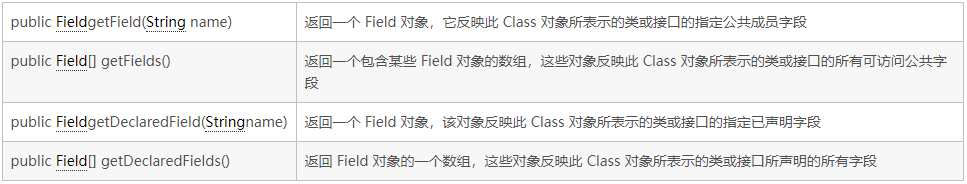 public FieldgetField(String name) 返回一个 Field 对象，它反映此 Class 对象所表示的类或接口的指定公共成员字段
public Field[] getFields() 返回一个包含某些 Field 对象的数组，这些对象反映此 Class 对象所表示的类或接口的所有可访问公共字
段
public FieldgetDeclaredField(Stringname) 返回一个 Field 对象，该对象反映此 Class 对象所表示的类或接口的指定已声明字段
public Field[] getDeclaredFields() 返回 Field 对象的一个数组，这些对象反映此 Class 对象所表示的类或接口所声明的所有字段